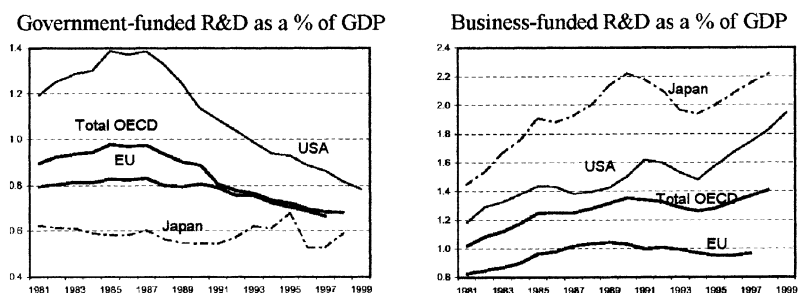 Government-funded R&D as a % of GDP
1.4
1.2
1.0
0.8
0.6
0.4
Total OECD
EU
USA
Japan
1981 1983 1985 1987 1989 1991 1993 1995 1997 1999
Business-funded R&D as a % of GDP
2.4
2.2
2.0
1.8
1.6
1.4
1.2
1.0
0.8
Japan
USA
Total OECD
EU
1981 1983 1985 1987 1989 1991 1993 1995 1997 1999